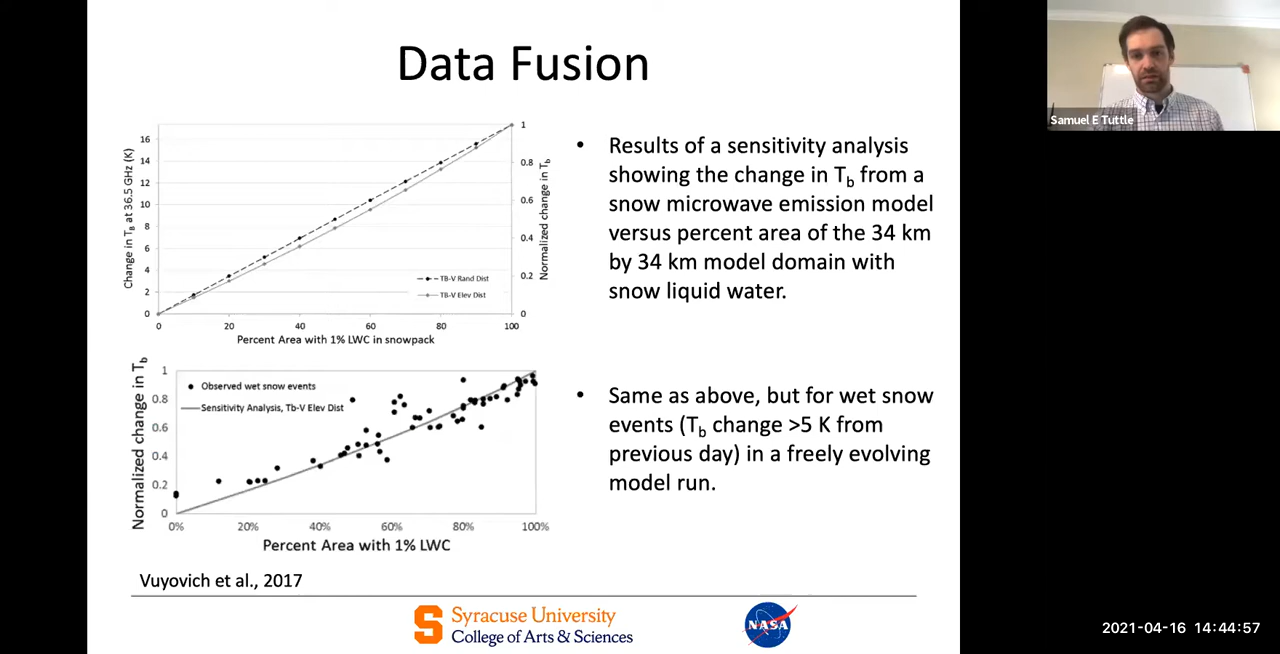 Data Fusion
Change in TB at 36.5 GHz (K)
16
14
12
10
8
6
4
2
0
0
20
40
60
80
100
Percent Area with 1% LWC in snowpack
1
0.8
0.6
0.4
0.2
0
Normalized change in Tb
TB-V Rand Dist
TB-V Elev Dist
• Results of a sensitivity analysis
showing the change in Tb from a
snow microwave emission model
versus percent area of the 34 km
by 34 km model domain with
snow liquid water.
Normalized change in Tb
1
0.8
0.6
0.4
0.2
0
Observed wet snow events
Sensitivity Analysis, Tb-V Elev Dist
0%
20%
40%
60%
80%
100%
Percent Area with 1% LWC
• Same as above, but for wet snow
events (Tb change >5 K from
previous day) in a freely evolving
model run.
Vuyovich et al., 2017
S
Syracuse University
College of Arts & Sciences
NASA
Samuel E Tuttle
2021-04-16 14:44:57